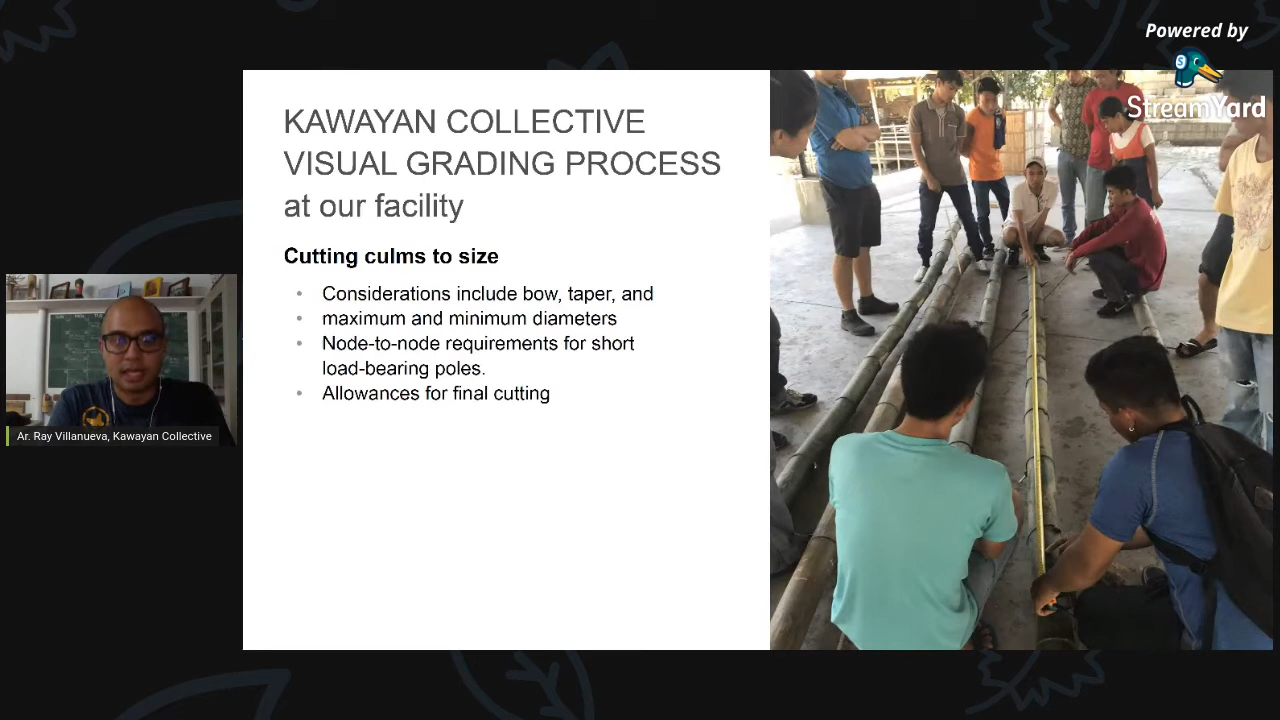 Powered by
StreamYard
KAWAYAN COLLECTIVE
VISUAL GRADING PROCESS
at our facility
Cutting culms to size
• Considerations include bow, taper, and
• maximum and minimum diameters
• Node-to-node requirements for short
load-bearing poles.
• Allowances for final cutting
Ar. Ray Villanueva, Kawayan Collective